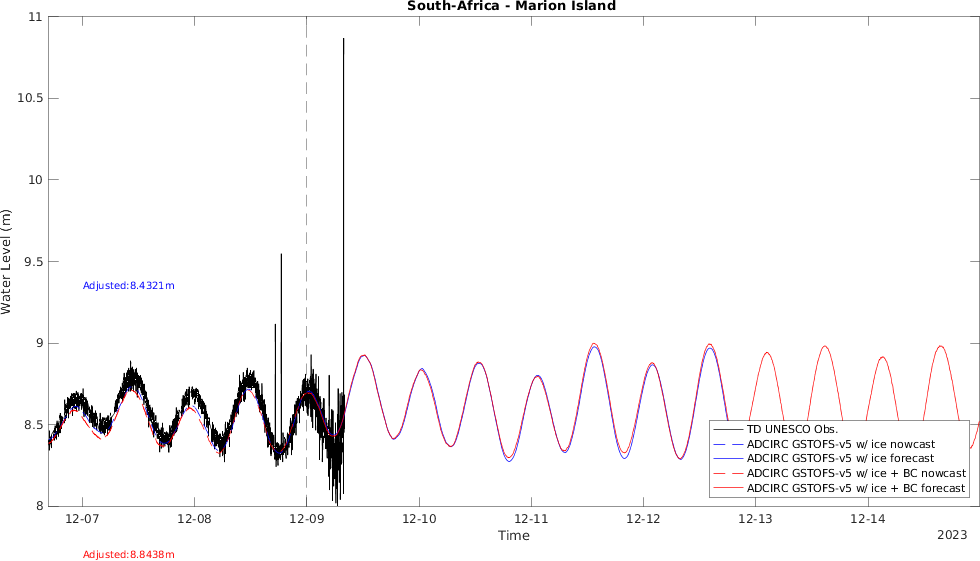 South-Africa - Marion Island
11
10.5
10
9.5
9
8.5
8
Water Level (m)
Adjusted:8.4321m
TD UNESCO Obs.
ADCIRC GSTOFS-v5 w/ ice nowcast
ADCIRC GSTOFS-v5 w/ ice forecast
ADCIRC GSTOFS-v5 w/ ice + BC nowcast
ADCIRC GSTOFS-v5 w/ ice + BC forecast
12-07 12-08 12-09 12-10 12-11 12-12 12-13 12-14
Time
2023
Adjusted:8.8438m